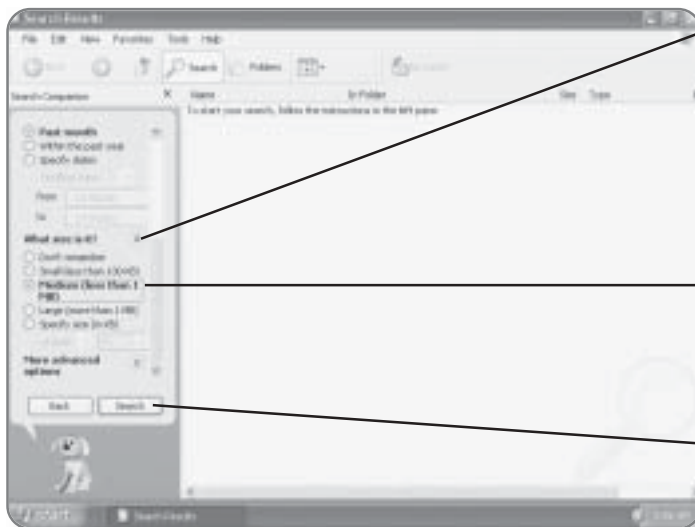 Search Results
File Edit View Favorites Tools Help
Search Folders
Search Companion
Name In Folder Size Type
To start your search, follow the instructions in the left pane.
Past month
Within the past year
Specify dates
from
to
What size is it?
Don't remember
Small (less than 100 KB)
Medium (less than 1
MB)
Large (more than 1 MB)
Specify size (in KB)
More advanced
options
Back Search
start Search Results